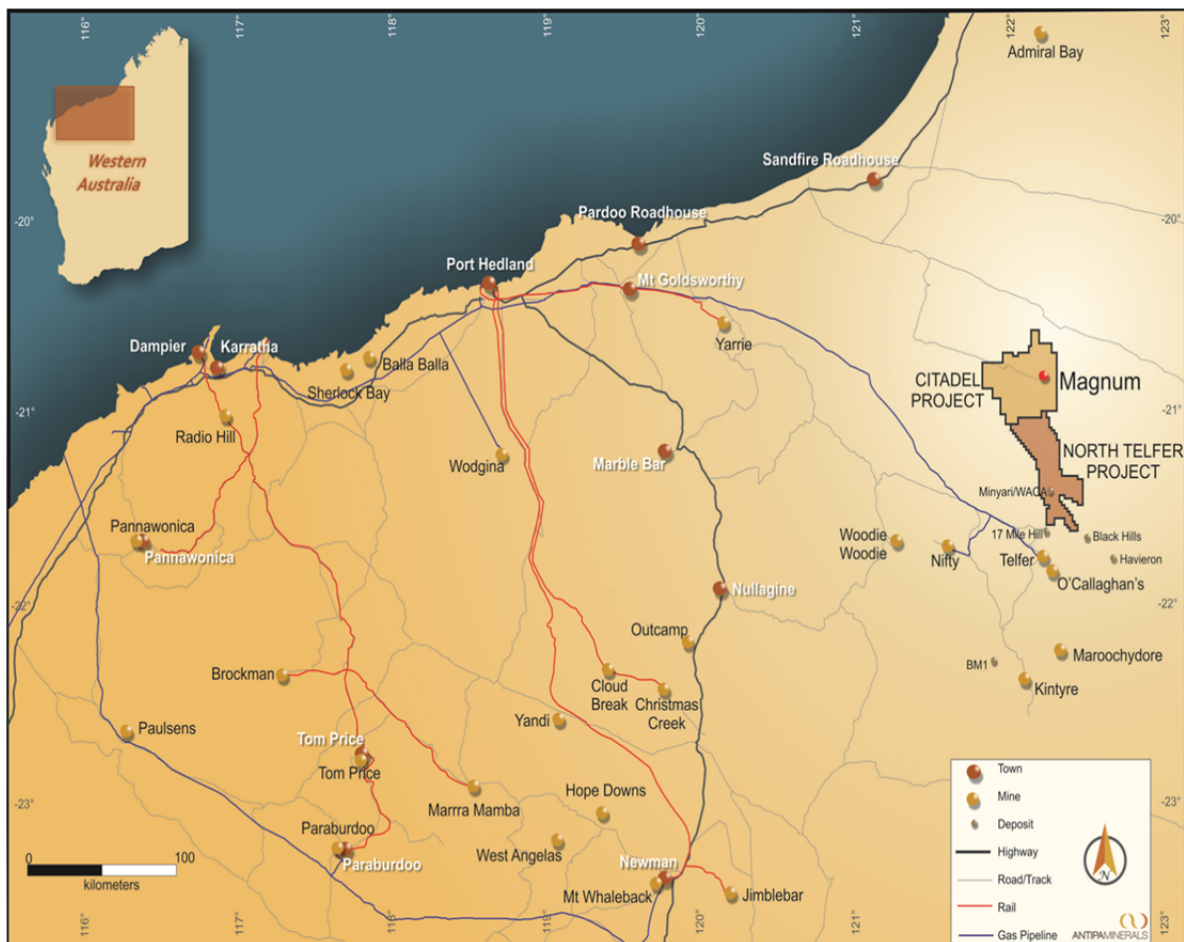 116°
117°
118°
119°
120°
121°
122°
123°
Admiral Bay
Western
Australia
Sandfire Roadhouse
-20°
-20°
Pardoo Roadhouse
Port Hedland
Mt Goldsworthy
Dampier
Karratha
Yarrie
Balla Balla
Sherlock Bay
CITADEL
PROJECT
Magnum
-21°
-21°
Radio Hill
Wodgina
Marble Bar
NORTH TELFER
PROJECT
Minyari/WACA
Pannawonica
Pannawonica
Woodie
Woodie
Nifty
17 Mile Hill
Black Hills
Telfer
Havieron
O'Callaghan's
Nullagine
-22°
-22°
Outcamp
Brockman
Cloud
Break
Christmas
Creek
BM1
Maroochydore
Kintyre
Paulsens
Yandi
Tom Price
Tom Price
Marrra Mamba
Hope Downs
-23°
-23°
Paraburdoo
Paraburdoo
West Angelas
Newman
Mt Whaleback
Jimblebar
0
100
kilometers
Town
Mine
Deposit
Highway
Road/Track
Rail
Gas Pipeline
N
ANTIPAMINERALS
116°
117°
118°
119°
120°
121°
123°